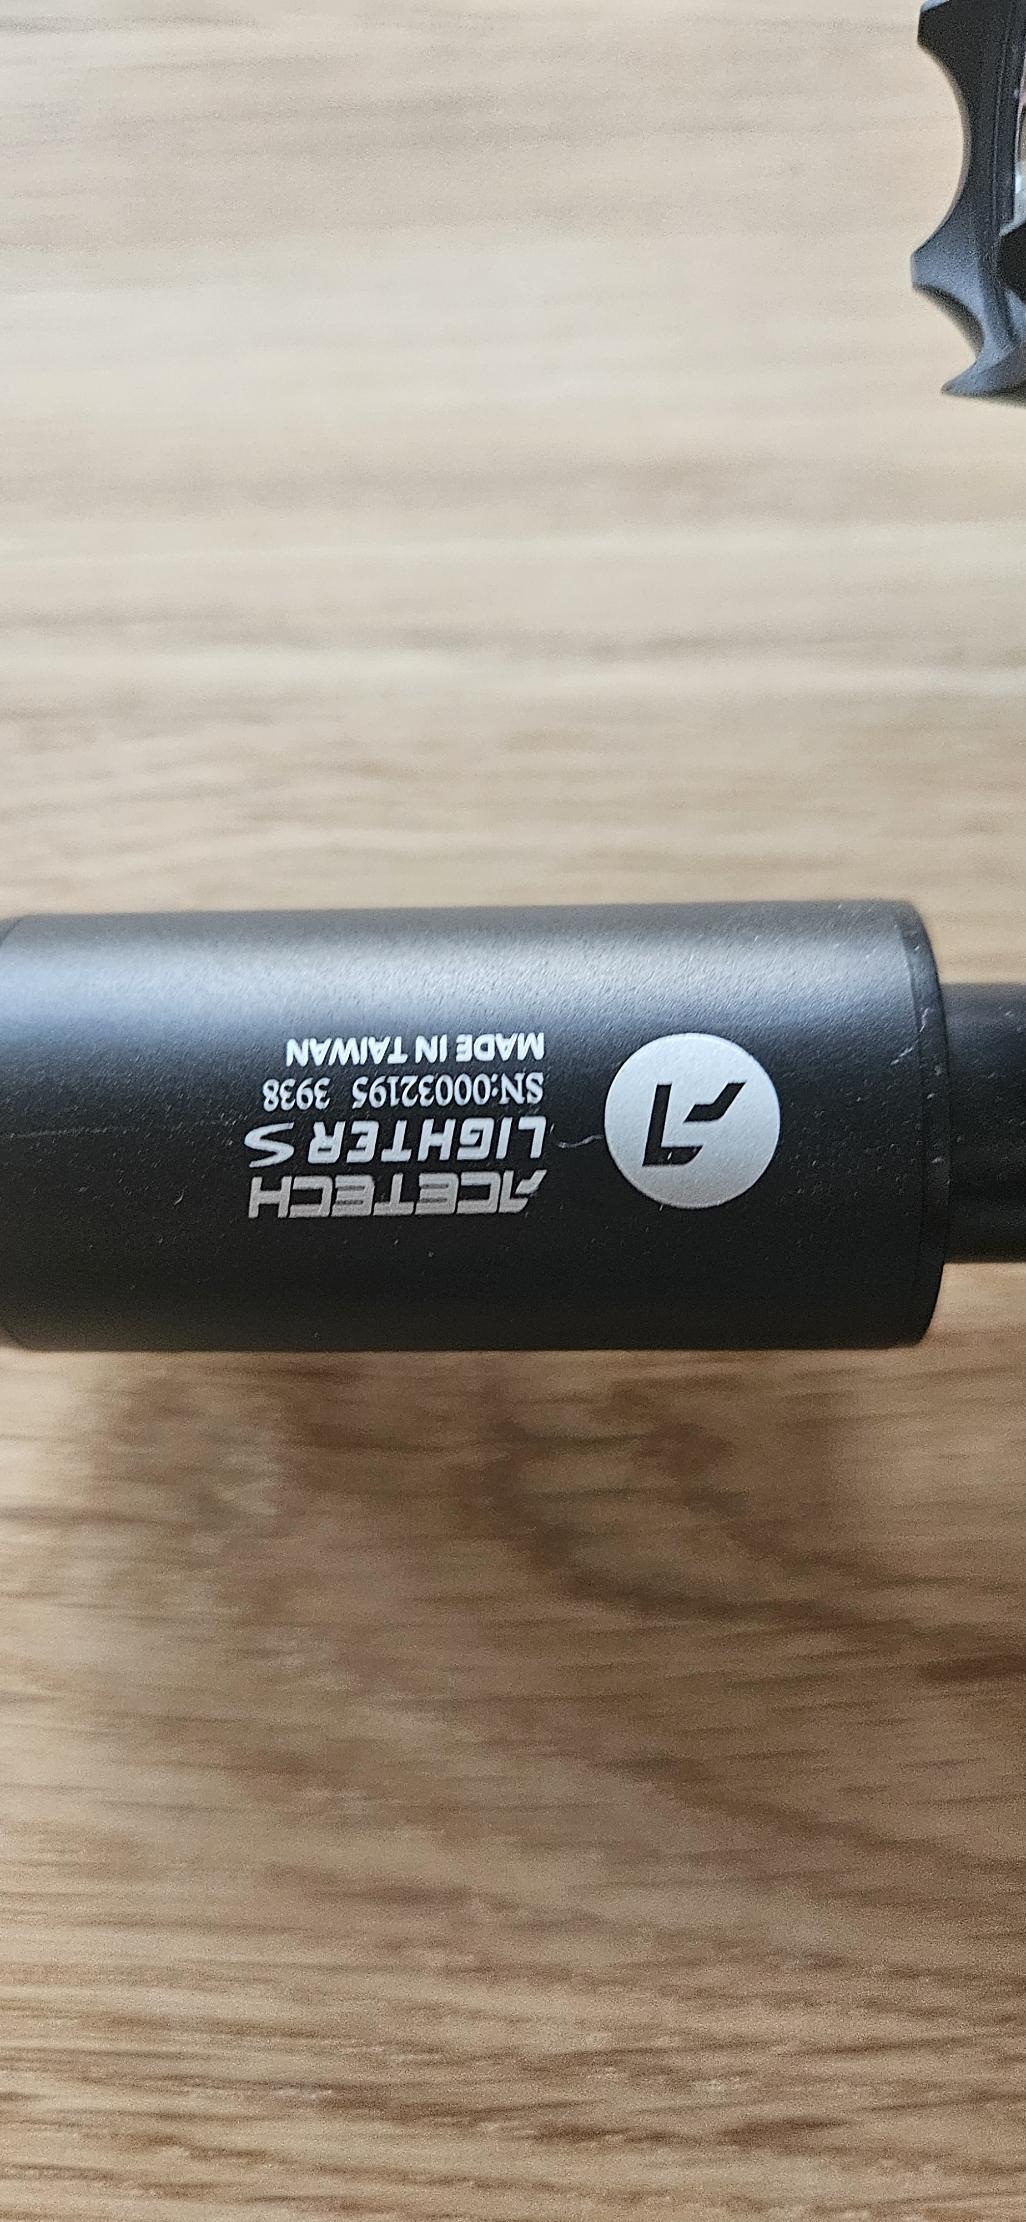 ACETECH
LIGHTER S
SN:00032195 3938
MADE IN TAIWAN